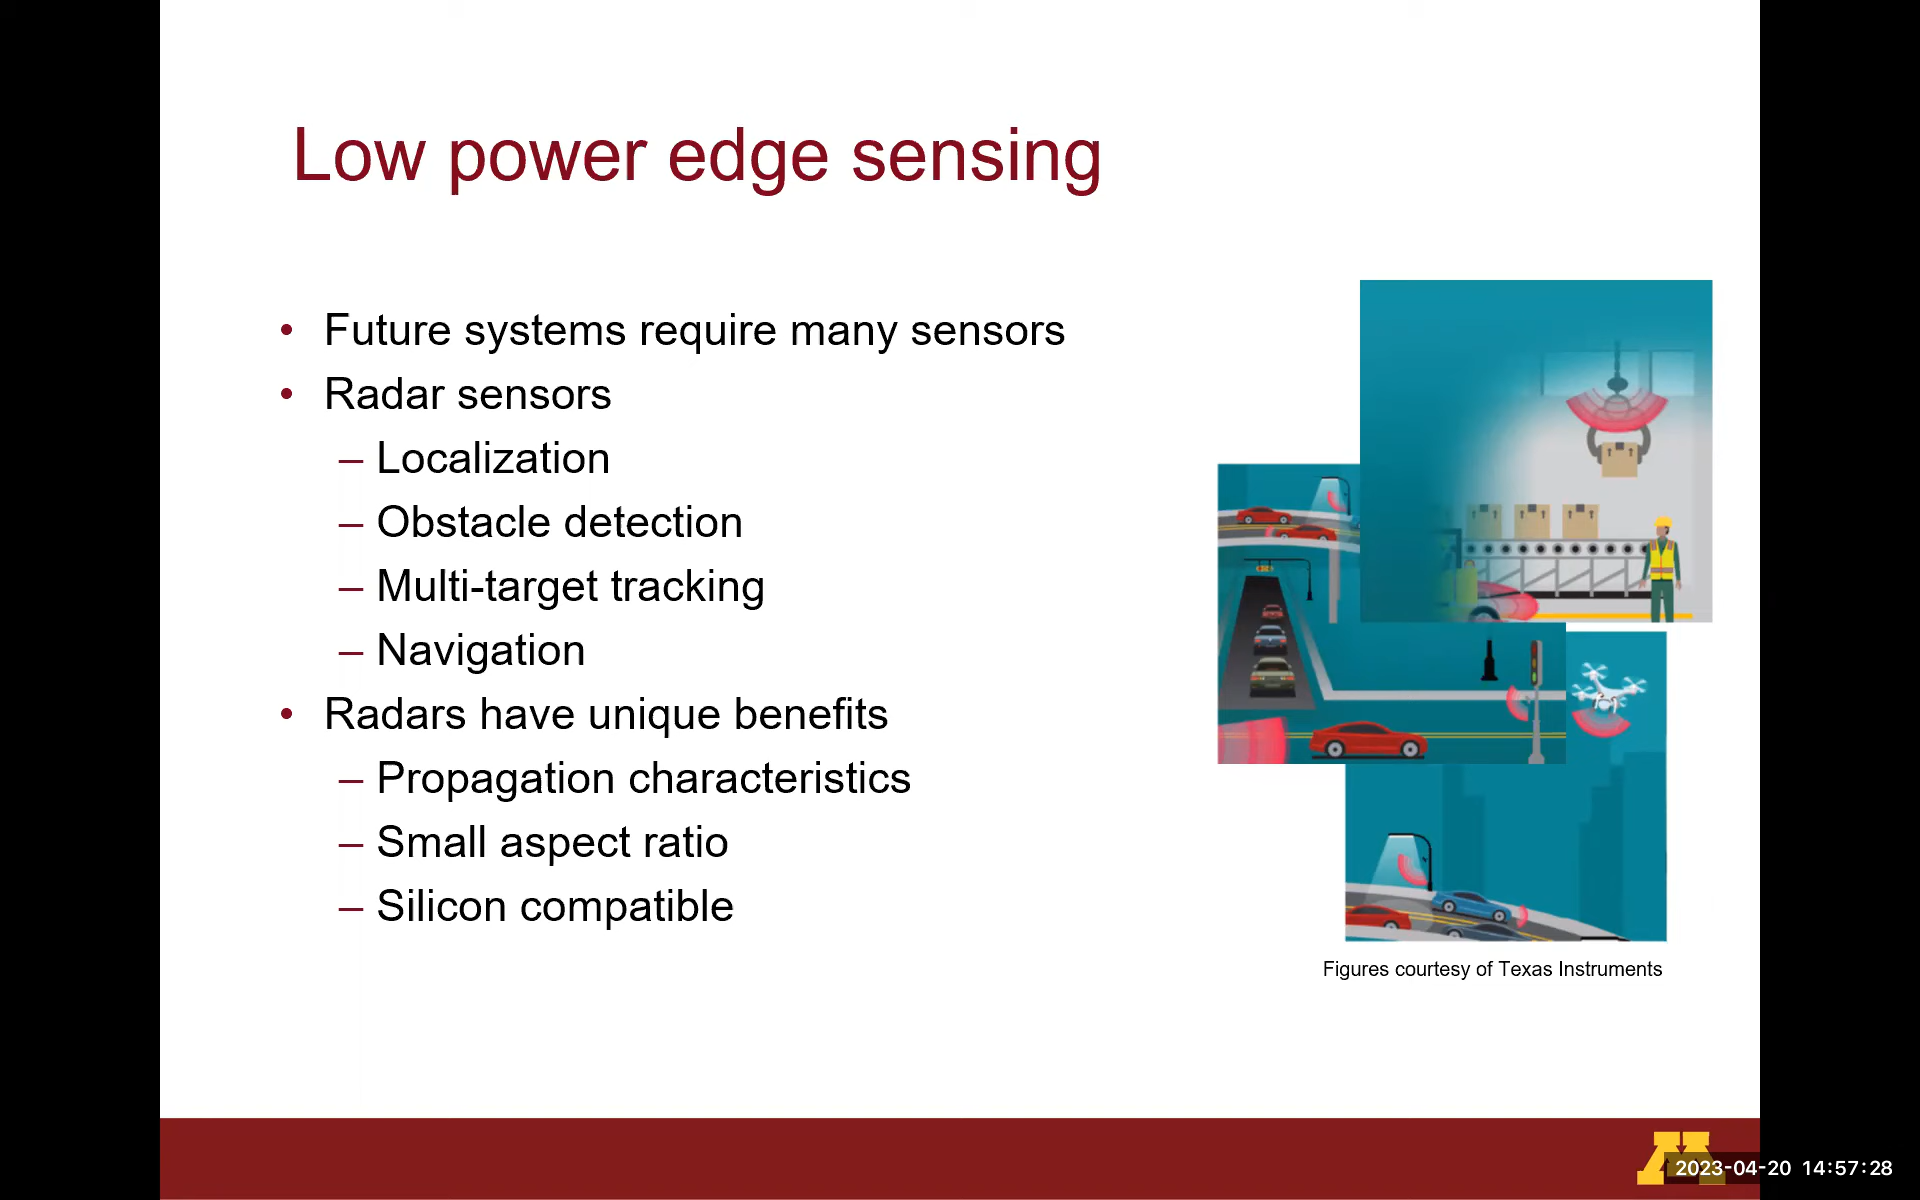 Low power edge sensing
• Future systems require many sensors
• Radar sensors
– Localization
– Obstacle detection
– Multi-target tracking
– Navigation
• Radars have unique benefits
– Propagation characteristics
– Small aspect ratio
– Silicon compatible
Figures courtesy of Texas Instruments
2023-04-20 14:57:28